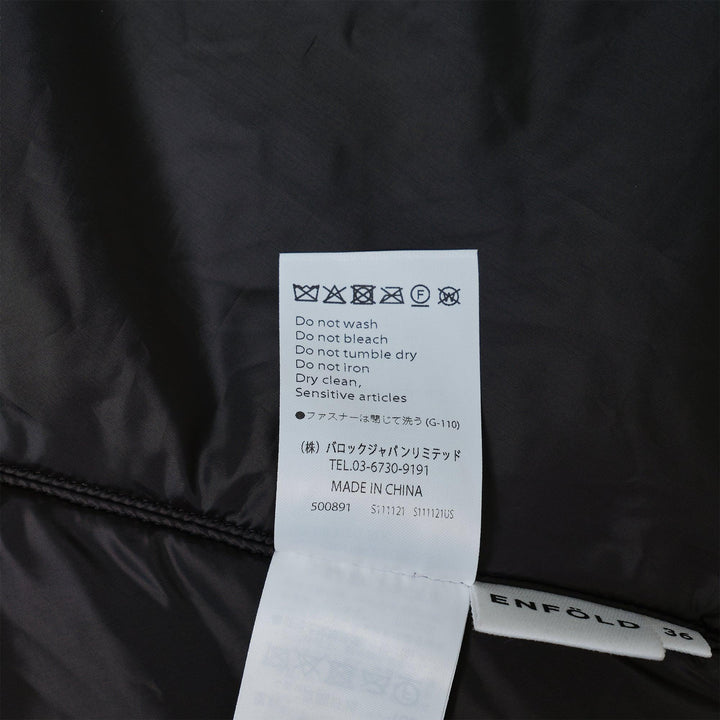 F W
Do not wash
Do not bleach
Do not tumble dry
Do not iron
Dry clean,
Sensitive articles
●ファスナーは閉じて洗う (G-110)
(株) バロックジャパンリミテッド
TEL.03-6730-9191
MADE IN CHINA
500891 S111121 S111121US
ENFÖLD 36